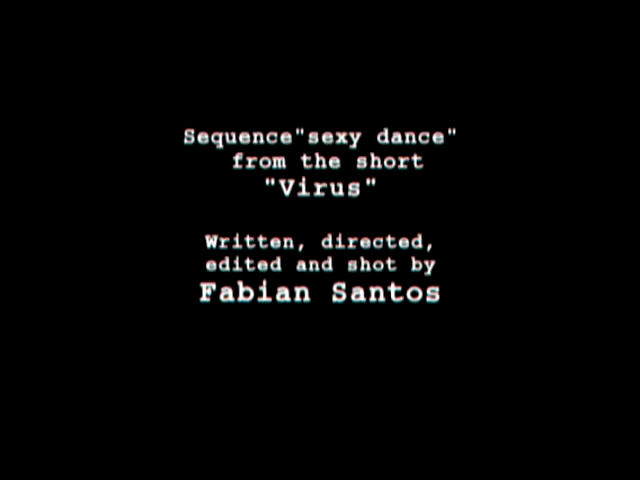 Sequence"sexy dance"
from the short
"Virus"
Written, directed,
edited and shot by
Fabian Santos